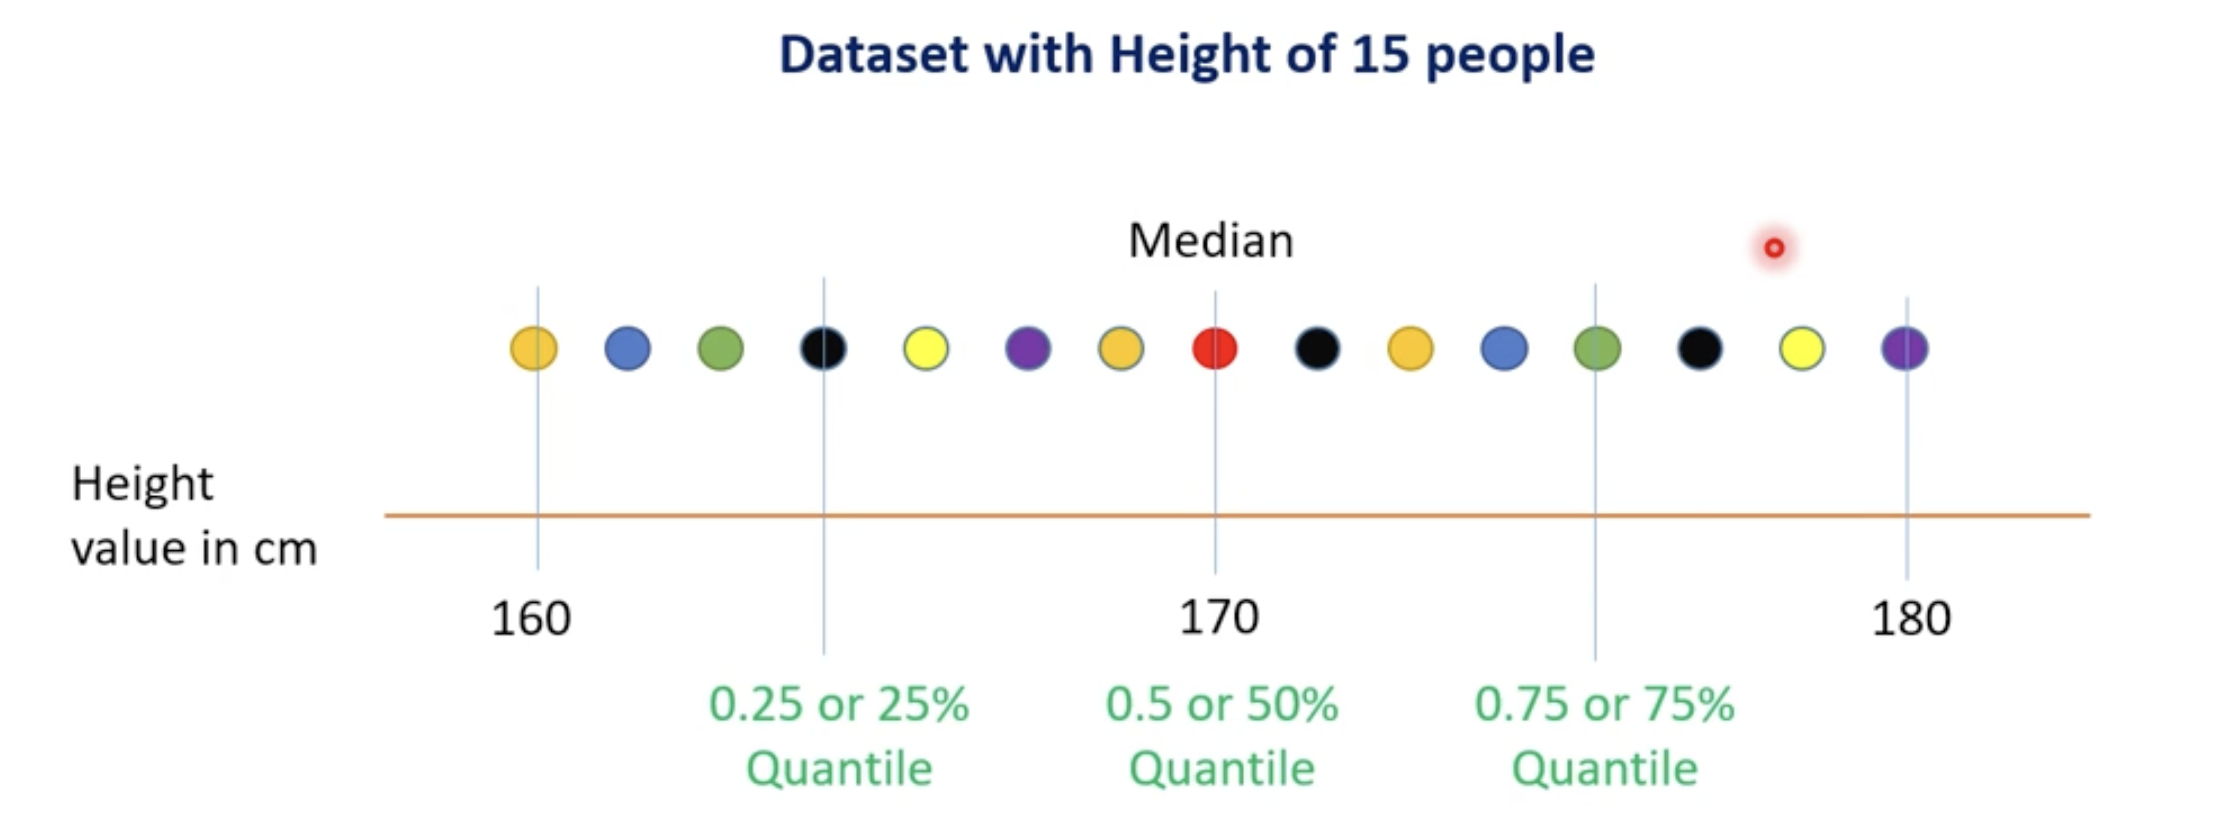 Dataset with Height of 15 people
Median
Height
value in cm
160
170
180
0.25 or 25%
Quantile
0.5 or 50%
Quantile
0.75 or 75%
Quantile